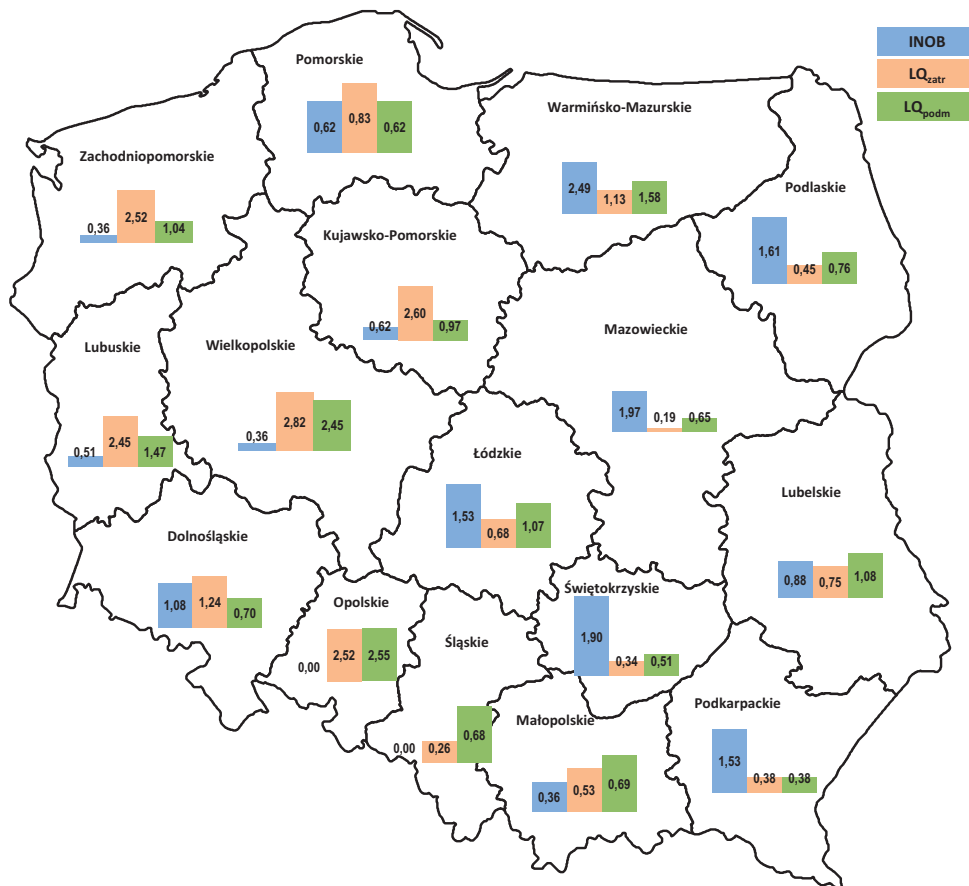 INOB
LQzatr
LQpodm
Pomorskie
0,62
0,83
0,62
Warmińsko-Mazurskie
2,49
1,13
1,58
Zachodniopomorskie
0,36
2,52
1,04
Podlaskie
1,61
0,45
0,76
Kujawsko-Pomorskie
0,62
2,60
0,97
Mazowieckie
1,97
0,19
0,65
Lubuskie
0,51
2,45
1,47
Wielkopolskie
0,36
2,82
2,45
Łódzkie
1,53
0,68
1,07
Lubelskie
0,88
0,75
1,08
Dolnośląskie
1,08
1,24
0,70
Opolskie
0,00
2,52
2,55
Śląskie
0,00
0,26
0,68
Świętokrzyskie
1,90
0,34
0,51
Małopolskie
0,36
0,53
0,69
Podkarpackie
1,53
0,38
0,38